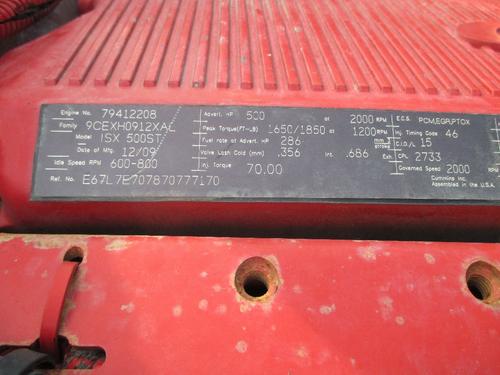 Engine No. 79412208 Advert. HP 500 at 2000 RPM E.C.S. PCM,EGR,PTOX
Family 9CEXH0912XAL Peak Torque(FT-LB) 1650/1850 at 1200 RPM Inj. Timing Code 46
Model ISX 500ST Fuel rate at Advert. HP 286 mm3/stroke C.I.D./L 15
Date of Mfg. 12/09 Valve Lash Cold (mm) .356 Int. .686 Exh. CPL 2733
Idle Speed RPM 600-800 Inj. Torque 70.00 Governed Speed 2000 RPM
Ref. No. E67L7E707870777170 Cummins Inc.
Assembled in the U.S.A.